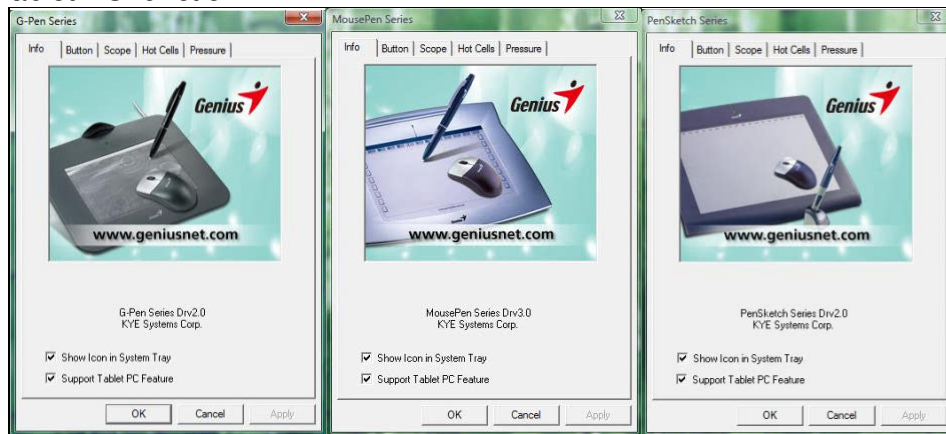 G-Pen Series
Info Button Scope Hot Cells Pressure
Genius
www.geniusnet.com
G-Pen Series Drv2.0
KYE Systems Corp.
Show Icon in System Tray
Support Tablet PC Feature
OK Cancel Apply
MousePen Series
Info Button Scope Hot Cells Pressure
Genius
www.geniusnet.com
MousePen Series Drv3.0
KYE Systems Corp.
Show Icon in System Tray
Support Tablet PC Feature
OK Cancel Apply
PenSketch Series
Info Button Scope Hot Cells Pressure
Genius
www.geniusnet.com
PenSketch Series Drv2.0
KYE Systems Corp.
Show Icon in System Tray
Support Tablet PC Feature
OK Cancel Apply